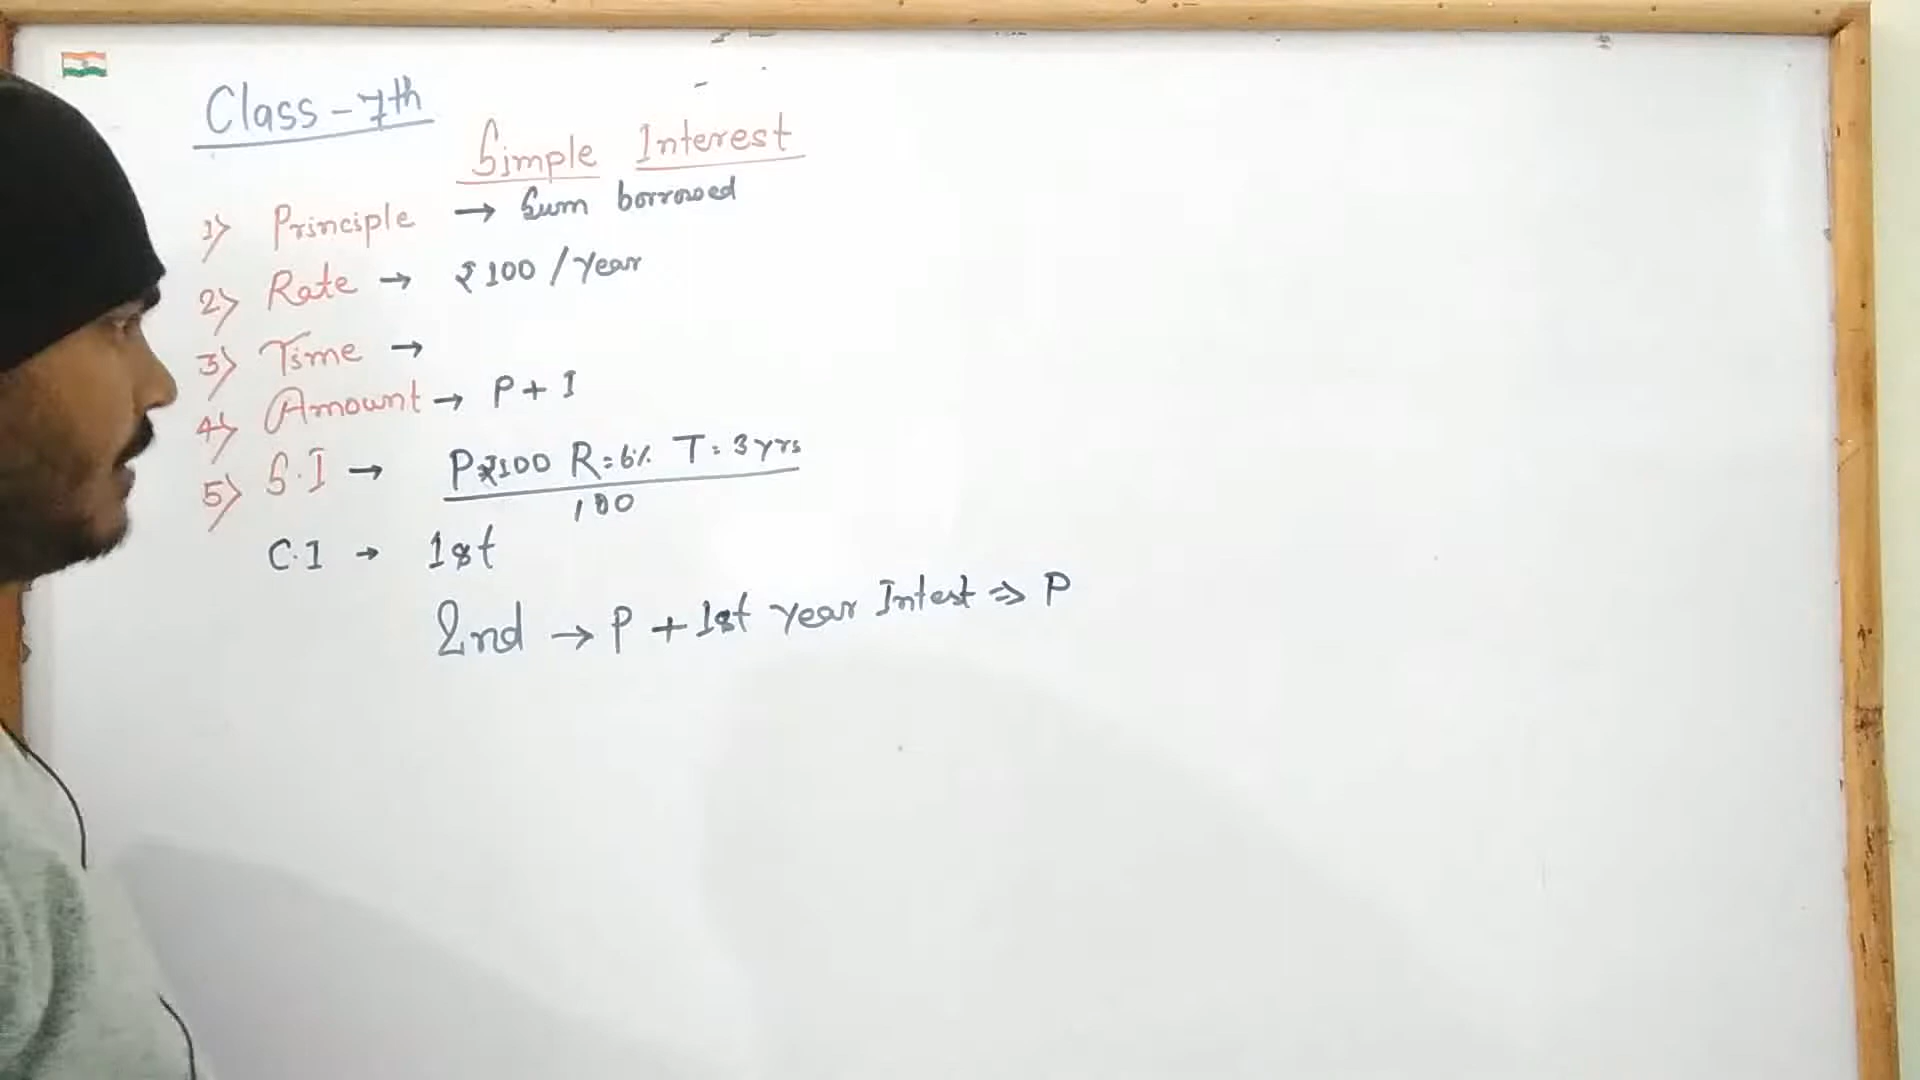 Class - 7th
Simple Interest
1) Principle → Sum borrowed
2) Rate → ₹100 / Year
3) Time →
4) Amount → P + I
5) S.I → P=₹100 R=6% T=3yrs
100
C.I → 1st
2nd → P + 1st year Intest ⇒ P